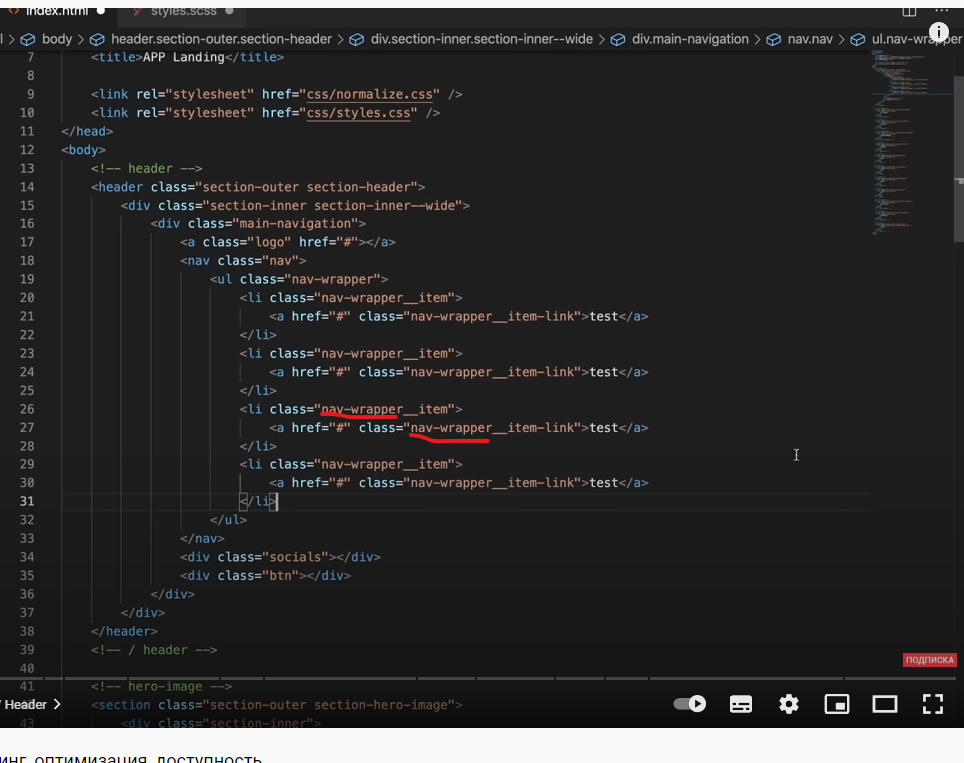 index.html ● styles.scss ●
l > body > header.section-outer.section-header > div.section-inner.section-inner--wide > div.main-navigation > nav.nav > ul.nav-wrapper
7 <title>APP Landing</title>
8
9 <link rel="stylesheet" href="css/normalize.css" />
10 <link rel="stylesheet" href="css/styles.css" />
11 </head>
12 <body>
13 <!-- header -->
14 <header class="section-outer section-header">
15 <div class="section-inner section-inner--wide">
16 <div class="main-navigation">
17 <a class="logo" href="#"></a>
18 <nav class="nav">
19 <ul class="nav-wrapper">
20 <li class="nav-wrapper__item">
21 <a href="#" class="nav-wrapper__item-link">test</a>
22 </li>
23 <li class="nav-wrapper__item">
24 <a href="#" class="nav-wrapper__item-link">test</a>
25 </li>
26 <li class="nav-wrapper__item">
27 <a href="#" class="nav-wrapper__item-link">test</a>
28 </li>
29 <li class="nav-wrapper__item">
30 <a href="#" class="nav-wrapper__item-link">test</a>
31 </li>
32 </ul>
33 </nav>
34 <div class="socials"></div>
35 <div class="btn"></div>
36 </div>
37 </div>
38 </header>
39 <!-- / header -->
40
ПОДПИСКА
41 <!-- hero-image -->
42 <section class="section-outer section-hero-image">
Header >
43 <div class="section-inner">
инг, оптимизация, доступность